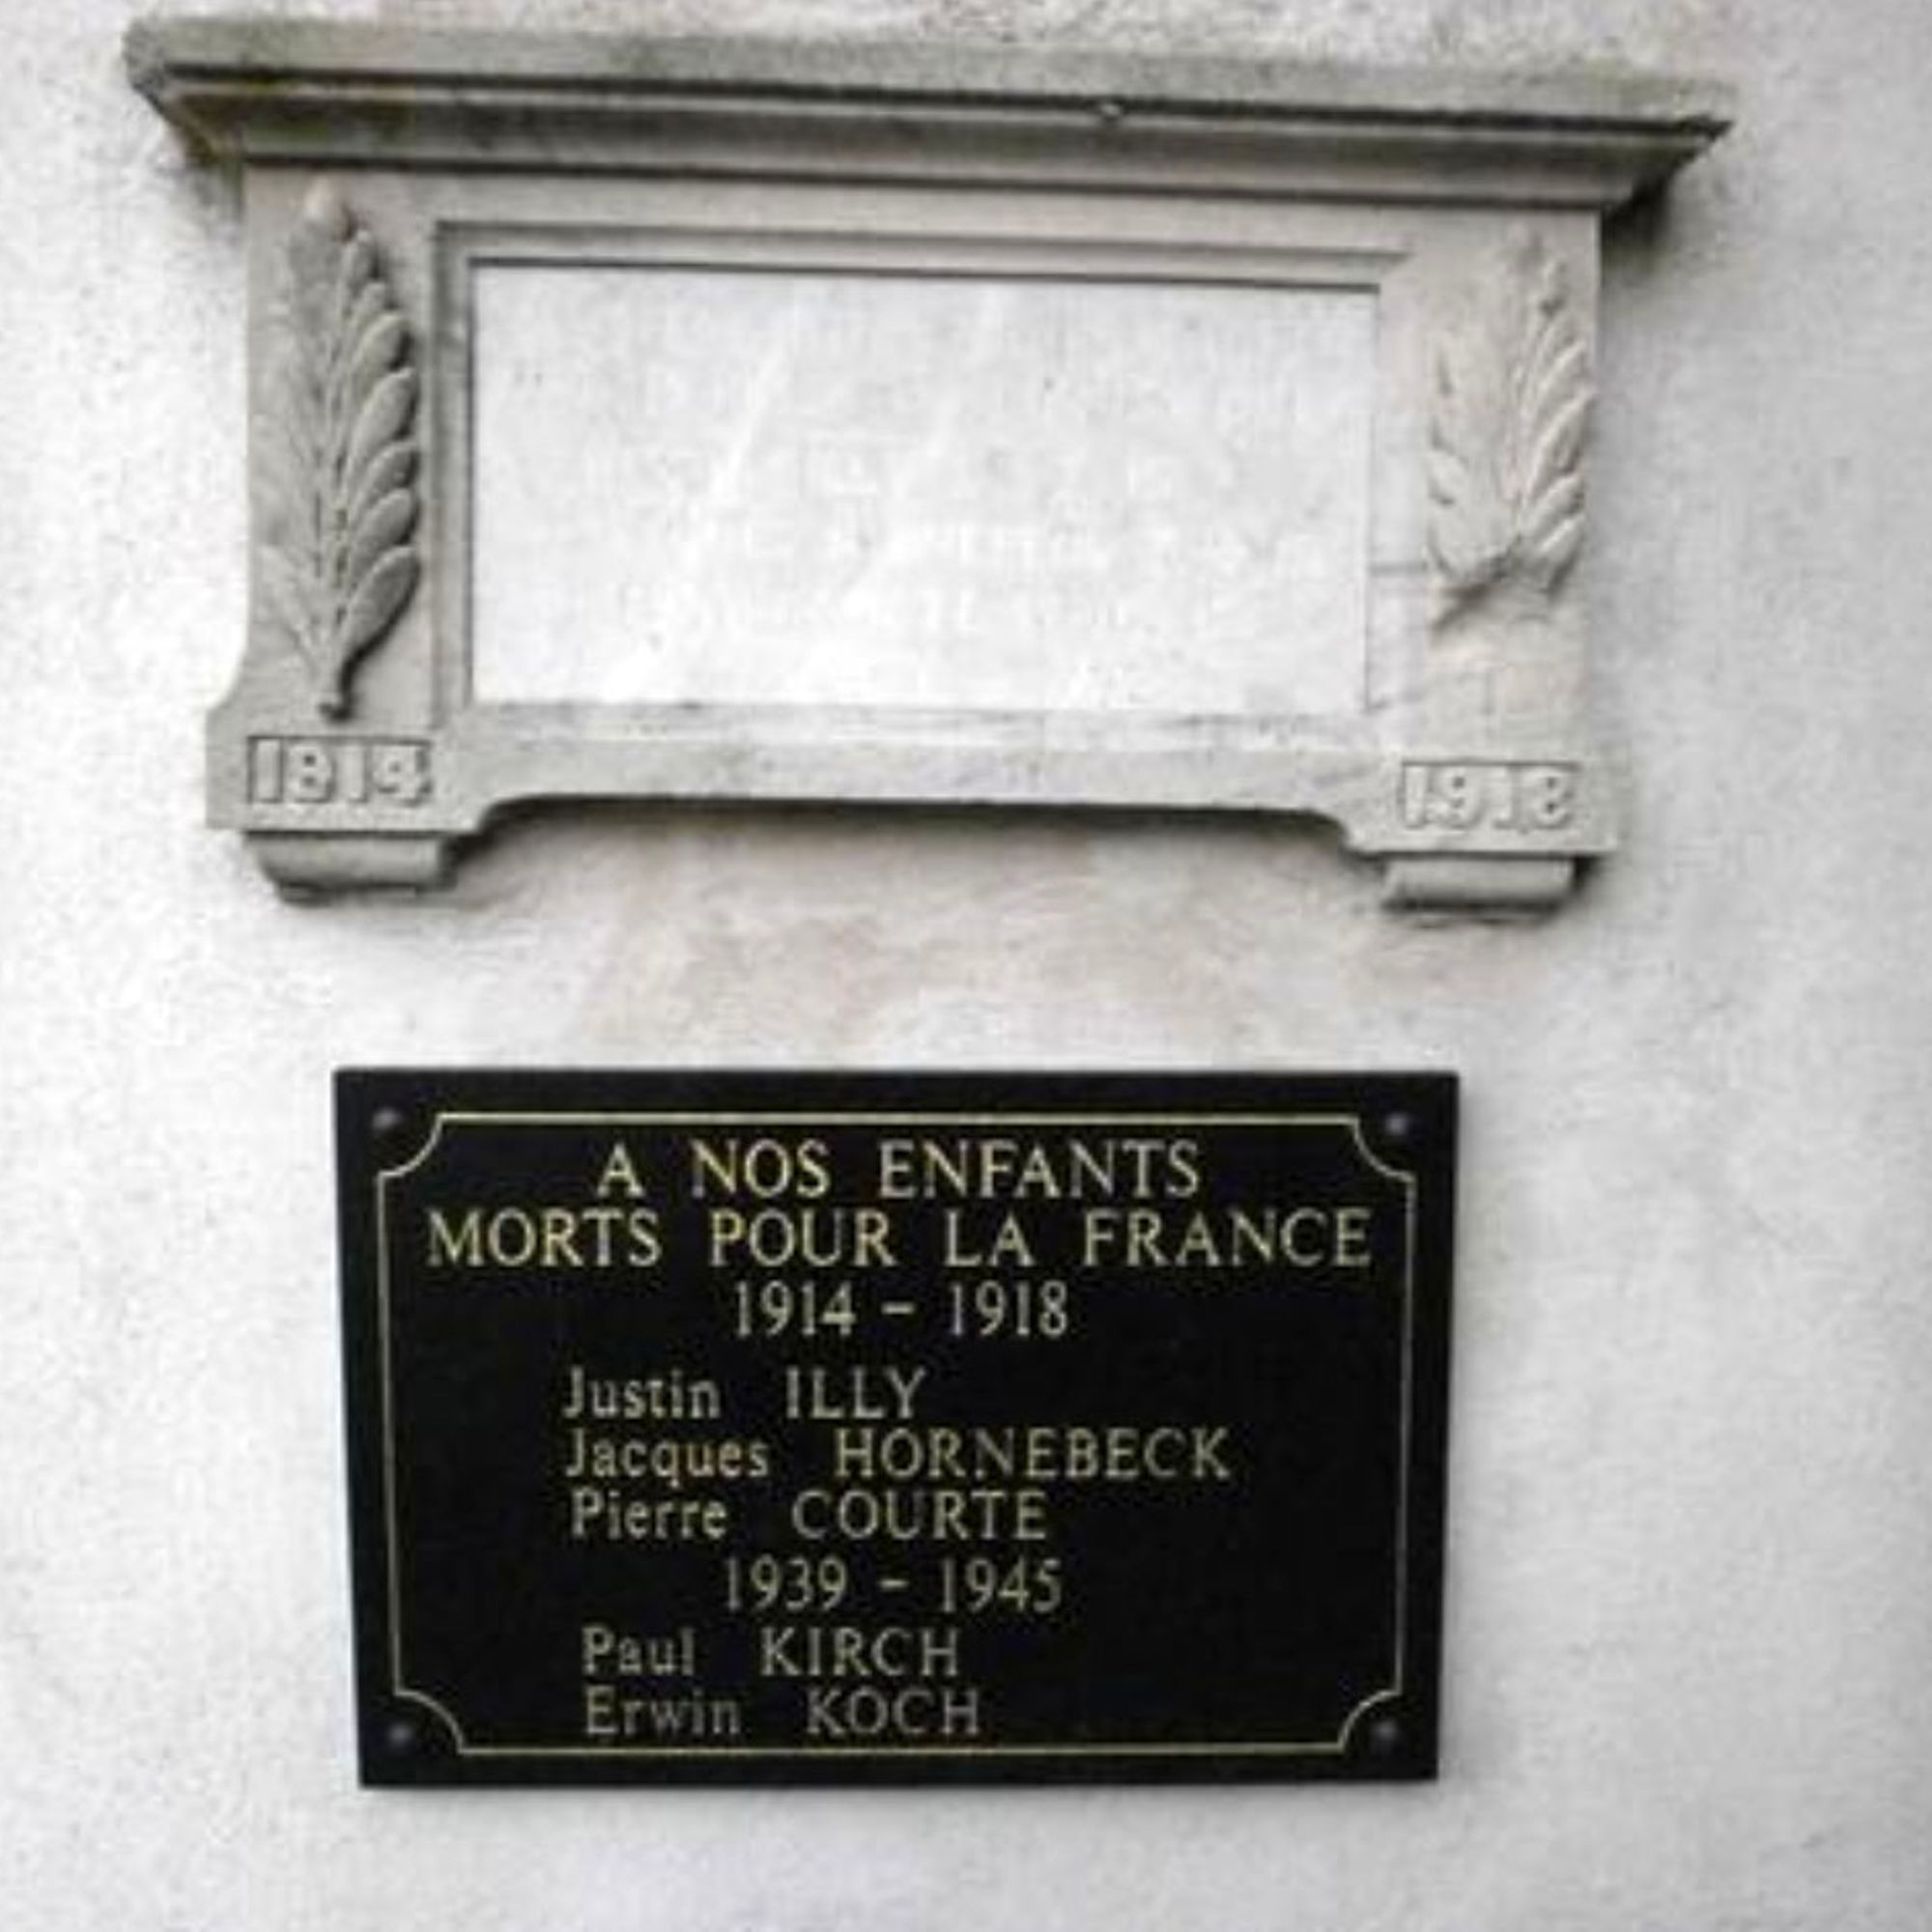 1914 1918
A NOS ENFANTS
MORTS POUR LA FRANCE
1914 - 1918
Justin ILLY
Jacques HORNEBECK
Pierre COURTE
1939 - 1945
Paul KIRCH
Erwin KOCH